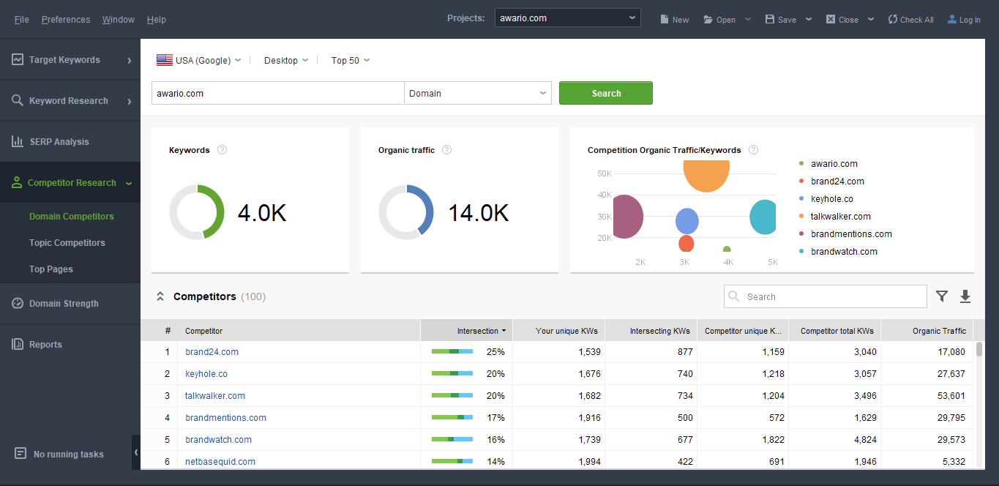 File Preferences Window Help Projects: awario.com New Open Save Close Check All Log In
Target Keywords
Keyword Research
SERP Analysis
Competitor Research
Domain Competitors
Topic Competitors
Top Pages
Domain Strength
Reports
No running tasks
USA (Google) Desktop Top 50
awario.com Domain Search
Keywords ?
4.0K
Organic traffic ?
14.0K
Competition Organic Traffic/Keywords ?
50K
40K
30K
20K
2K 3K 4K 5K
awario.com
brand24.com
keyhole.co
talkwalker.com
brandmentions.com
brandwatch.com
Competitors (100) Search
# Competitor Intersection Your unique KWs Intersecting KWs Competitor unique K... Competitor total KWs Organic Traffic
1 brand24.com 25% 1,539 877 1,159 3,040 17,080
2 keyhole.co 20% 1,676 740 1,218 3,057 27,637
3 talkwalker.com 20% 1,682 734 1,204 3,496 53,601
4 brandmentions.com 17% 1,916 500 572 1,629 29,795
5 brandwatch.com 16% 1,739 677 1,822 4,824 29,573
6 netbasequid.com 14% 1,994 422 691 1,946 5,332